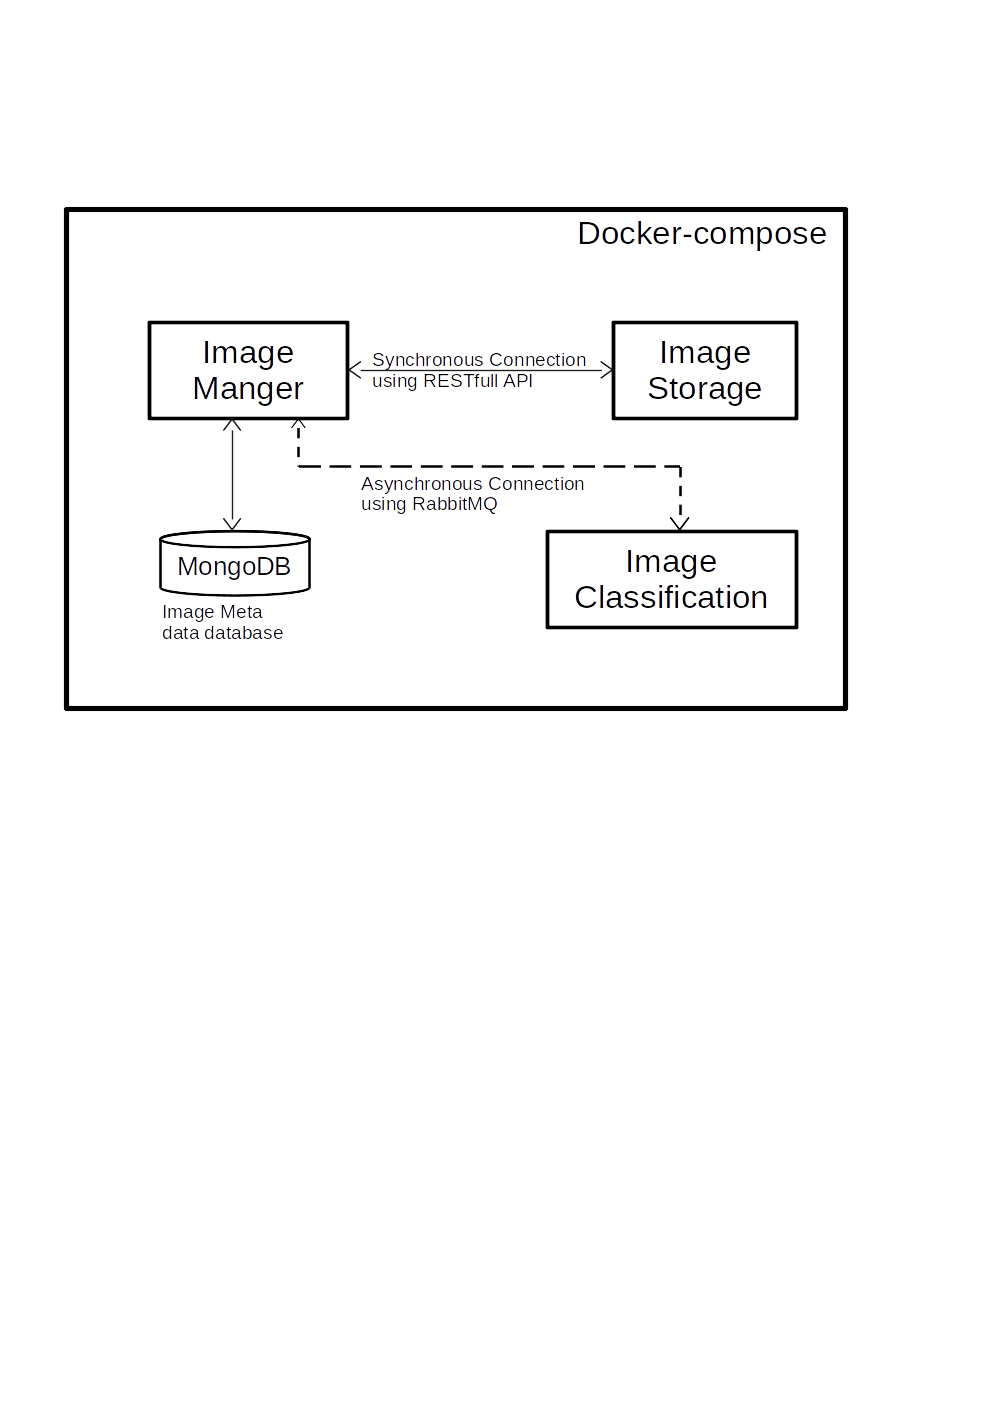 Docker-compose
Image
Manger
Synchronous Connection
using RESTfull API
Image
Storage
Asynchronous Connection
using RabbitMQ
MongoDB
Image Meta
data database
Image
Classification